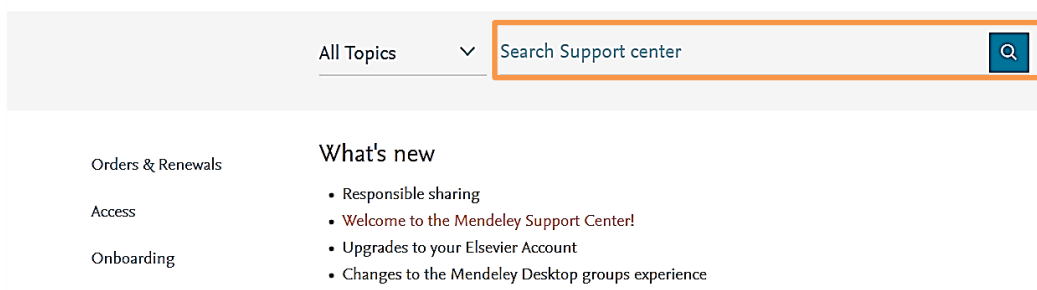 All Topics
Search Support center
What's new
Orders & Renewals
• Responsible sharing
Access
• Welcome to the Mendeley Support Center!
• Upgrades to your Elsevier Account
Onboarding
• Changes to the Mendeley Desktop groups experience